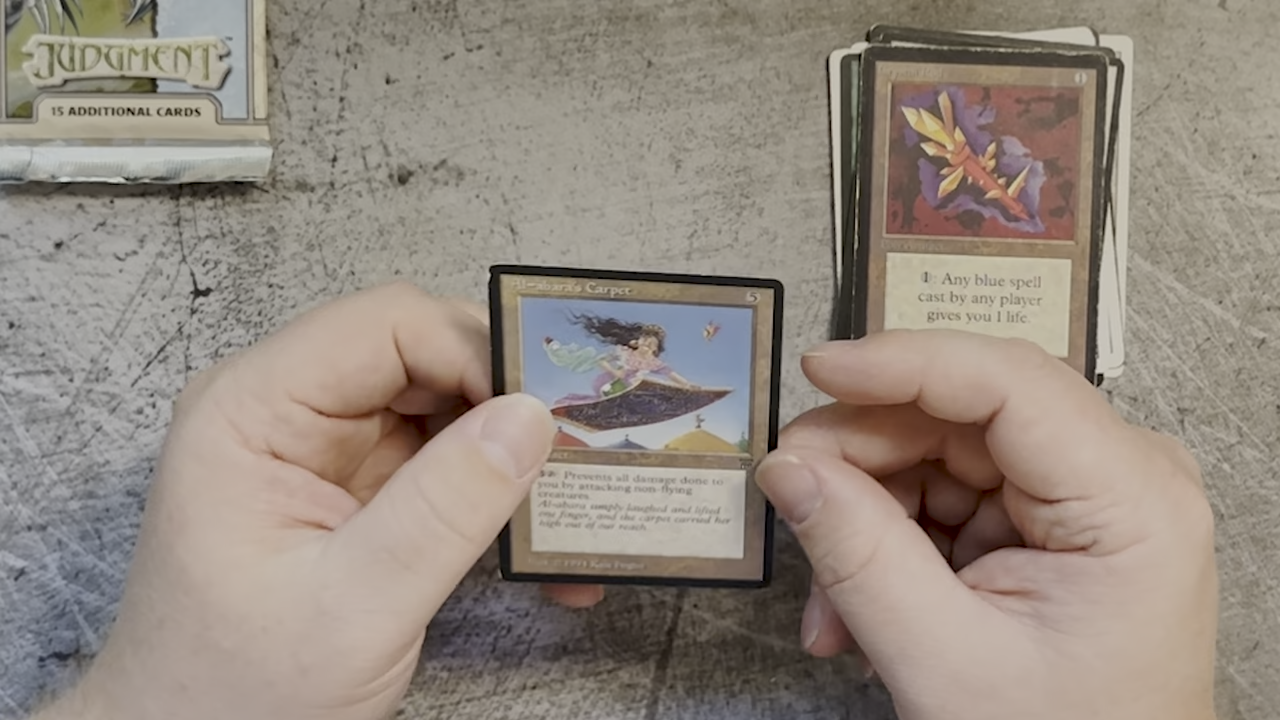 JUDGMENT
15 ADDITIONAL CARDS
1
1: Any blue spell
cast by any player
gives you 1 life.
Al-abara's Carpet
5
Prevents all damage done to
you by attacking non-flying
creatures.
Al-abara simply laughed and lifted
one finger, and the carpet carried her
high out of our reach.